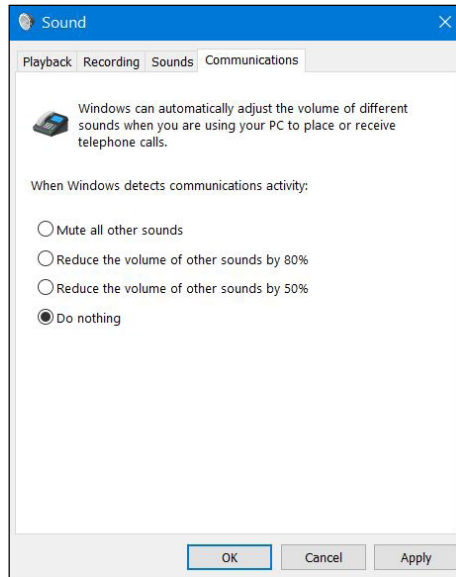 Sound
Playback Recording Sounds Communications
Windows can automatically adjust the volume of different
sounds when you are using your PC to place or receive
telephone calls.
When Windows detects communications activity:
Mute all other sounds
Reduce the volume of other sounds by 80%
Reduce the volume of other sounds by 50%
Do nothing
OK Cancel Apply